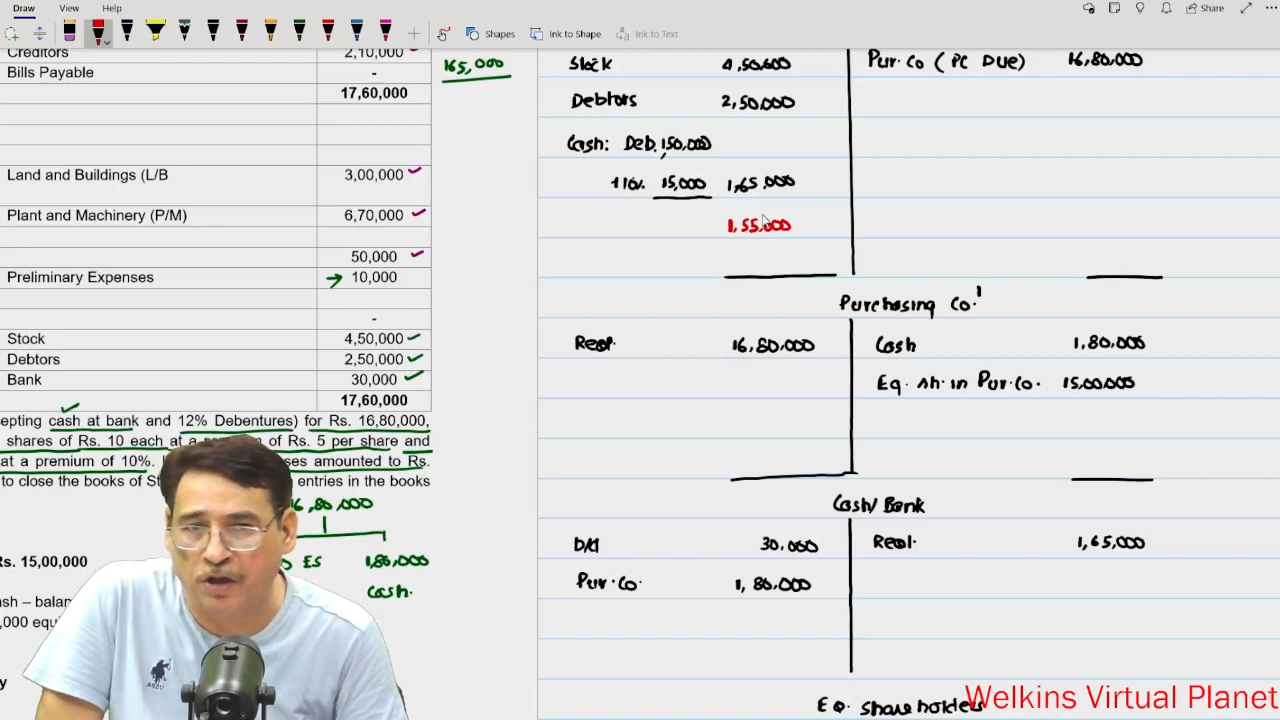 Draw View Help
Share
Shapes Ink to Shape Ink to Text
Creditors 2,10,000
Bills Payable -
17,60,000
Land and Buildings (L/B 3,00,000
Plant and Machinery (P/M) 6,70,000
50,000
Preliminary Expenses 10,000
-
Stock 4,50,000
Debtors 2,50,000
Bank 30,000
17,60,000
epting cash at bank and 12% Debentures) for Rs. 16,80,000,
shares of Rs. 10 each at a premium of Rs. 5 per share and
at a premium of 10%. ses amounted to Rs.
to close the books of St entries in the books
16,80,000
Rs. 15,00,000
ES 1,80,000
Cash.
ash – balan
,000 equi
y
165,000
Stock 4,50,000 Pur. Co (PC Due) 16,80,000
Debtors 2,50,000
Cash: Deb. 150,000
+10% 15,000 1,65,000
1,55,000
Purchasing Co.'
Real. 16,80,000 Cash 1,80,000
Eq. Sh. in Pur. Co. 15,00,000
Cash/ Bank
b/d 30,000 Real. 1,65,000
Pur. Co. 1,80,000
Eq. Shareholders
Welkins Virtual Planet